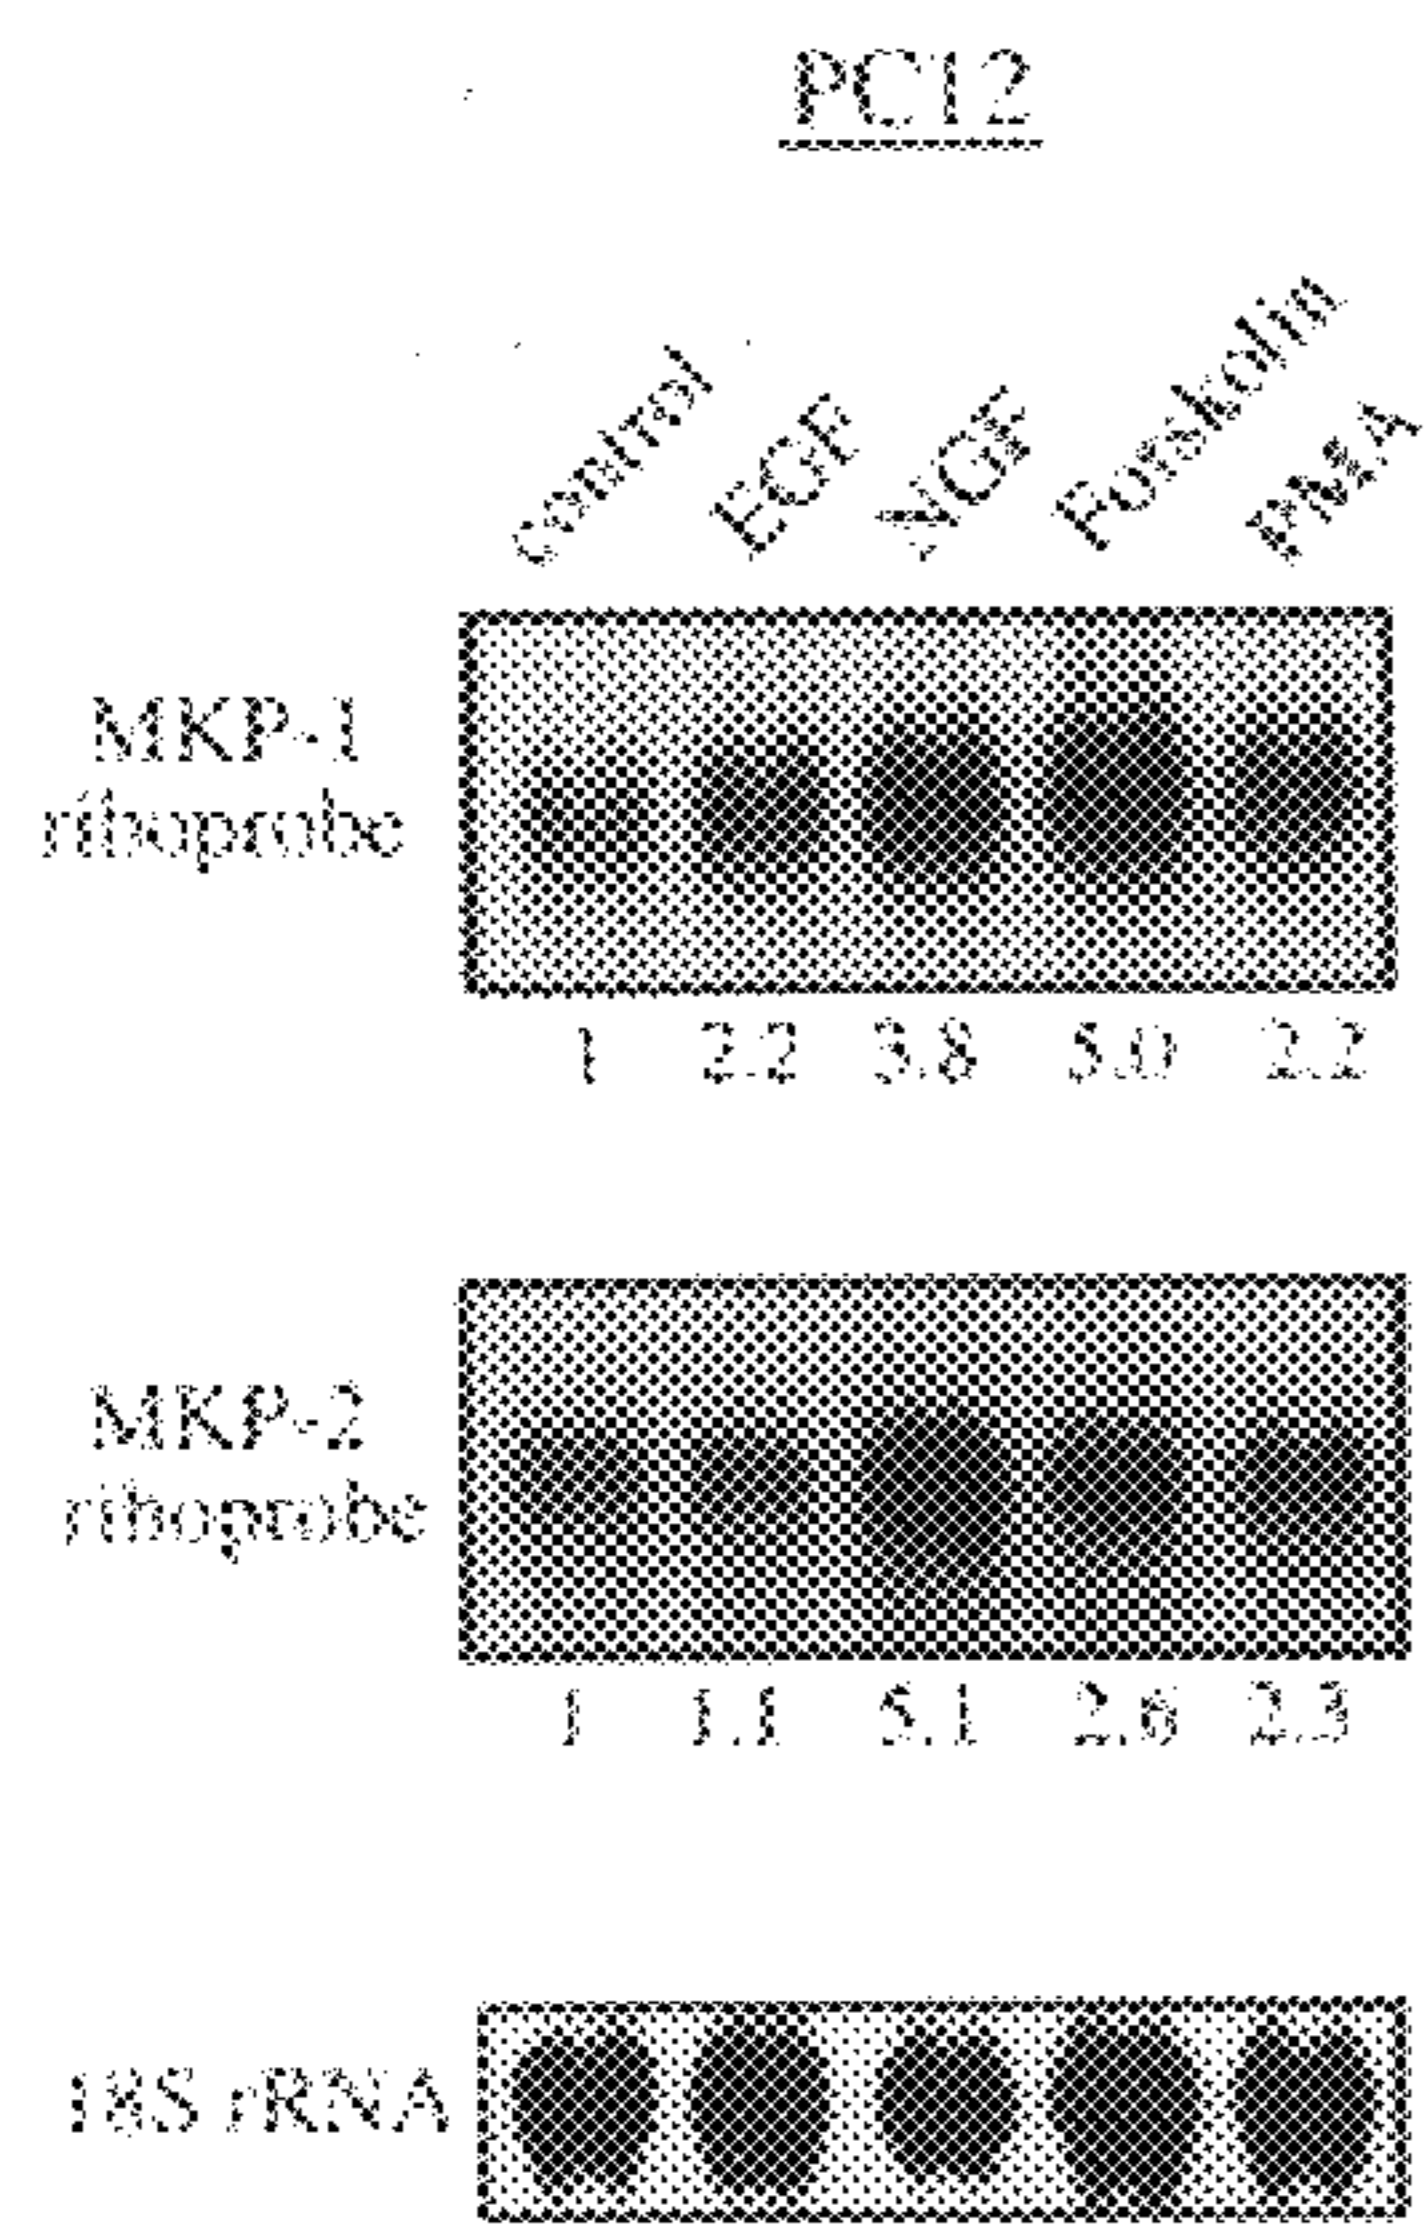 PC12
control EGF NGF Forskolin PMA
MKP-1
riboprobe
1 2.2 3.8 5.0 2.2
MKP-2
riboprobe
1 1.1 5.1 2.6 2.3
18S rRNA